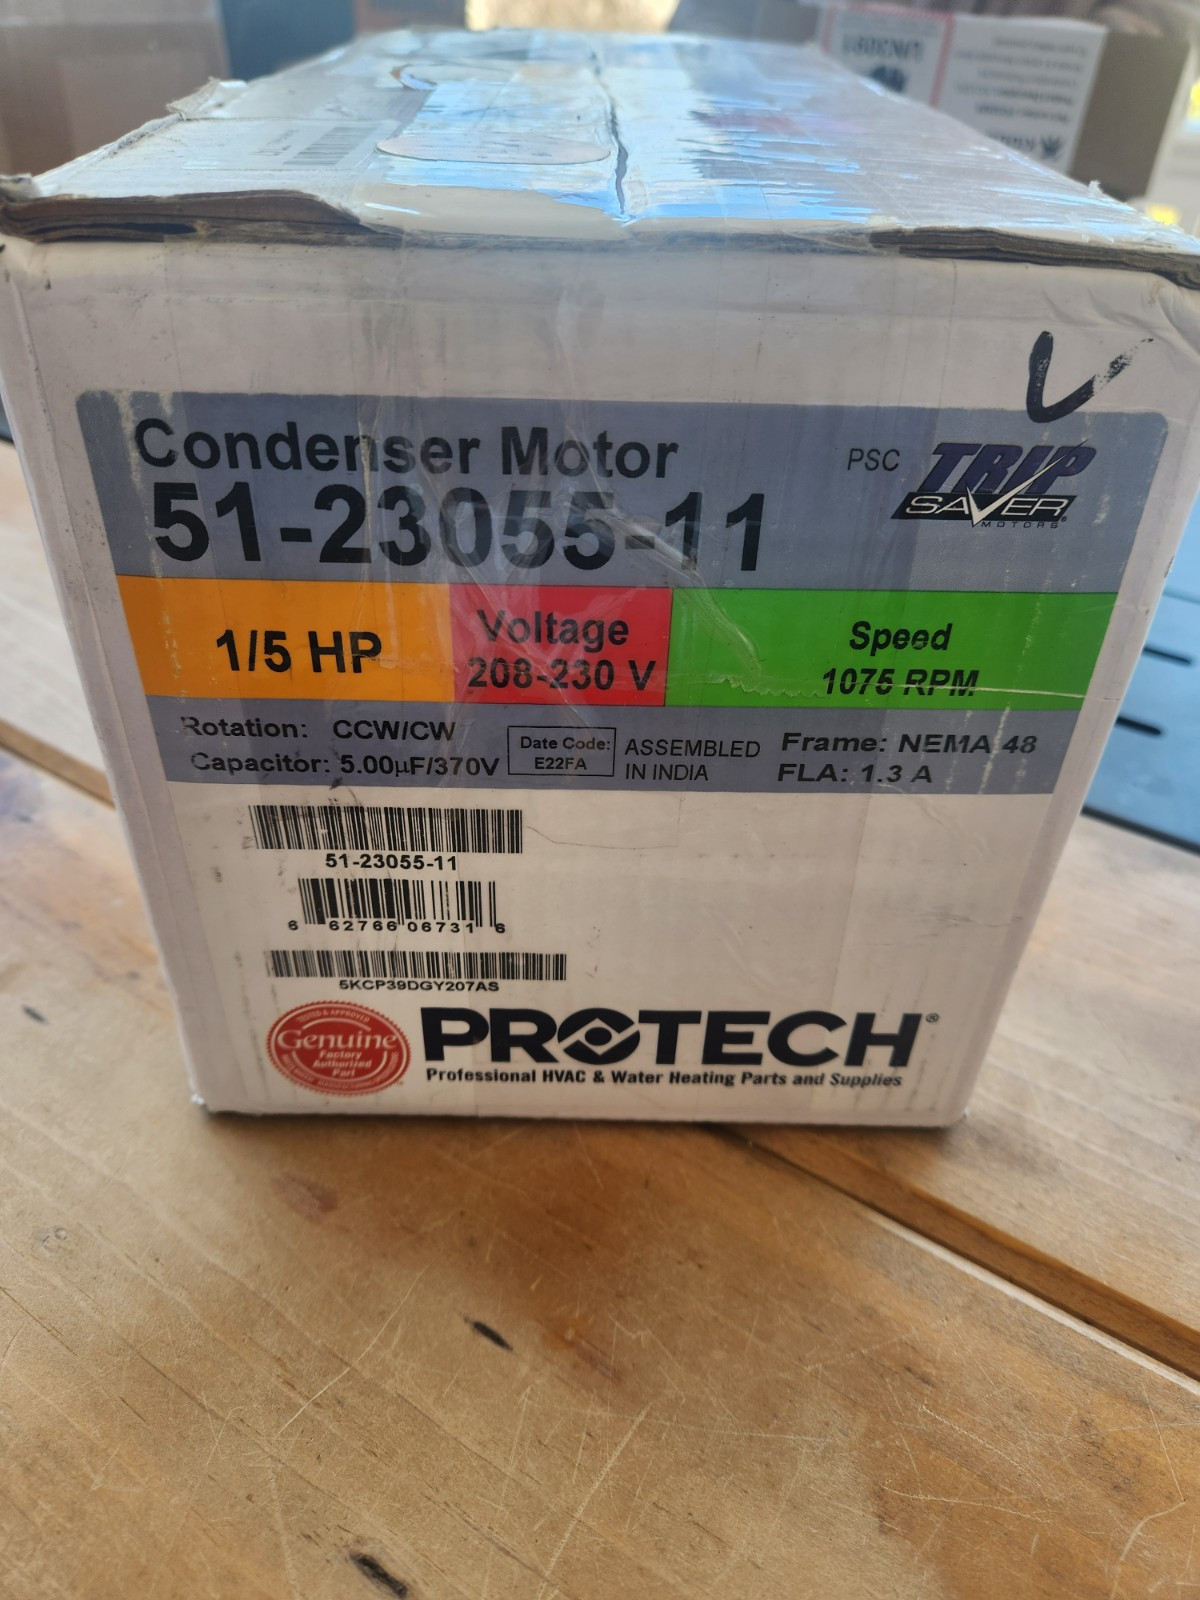 UN3081
Condenser Motor
51-23055-11
PSC
TRIP
SAVER
MOTORS®
1/5 HP
Voltage
208-230 V
Speed
1075 RPM
Rotation: CCW/CW
Capacitor: 5.00µF/370V
Date Code:
E22FA
ASSEMBLED
IN INDIA
Frame: NEMA 48
FLA: 1.3 A
51-23055-11
6 62766 06731 6
5KCP39DGY207AS
TESTED & APPROVED
Genuine
Factory
Authorized
Part
PROTECH®
Professional HVAC & Water Heating Parts and Supplies